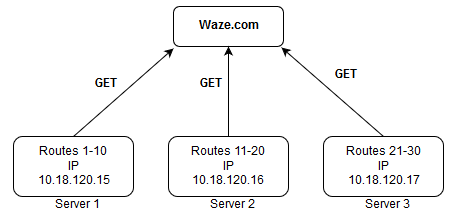 Waze.com
GET
GET
GET
Routes 1-10
IP
10.18.120.15
Server 1
Routes 11-20
IP
10.18.120.16
Server 2
Routes 21-30
IP
10.18.120.17
Server 3